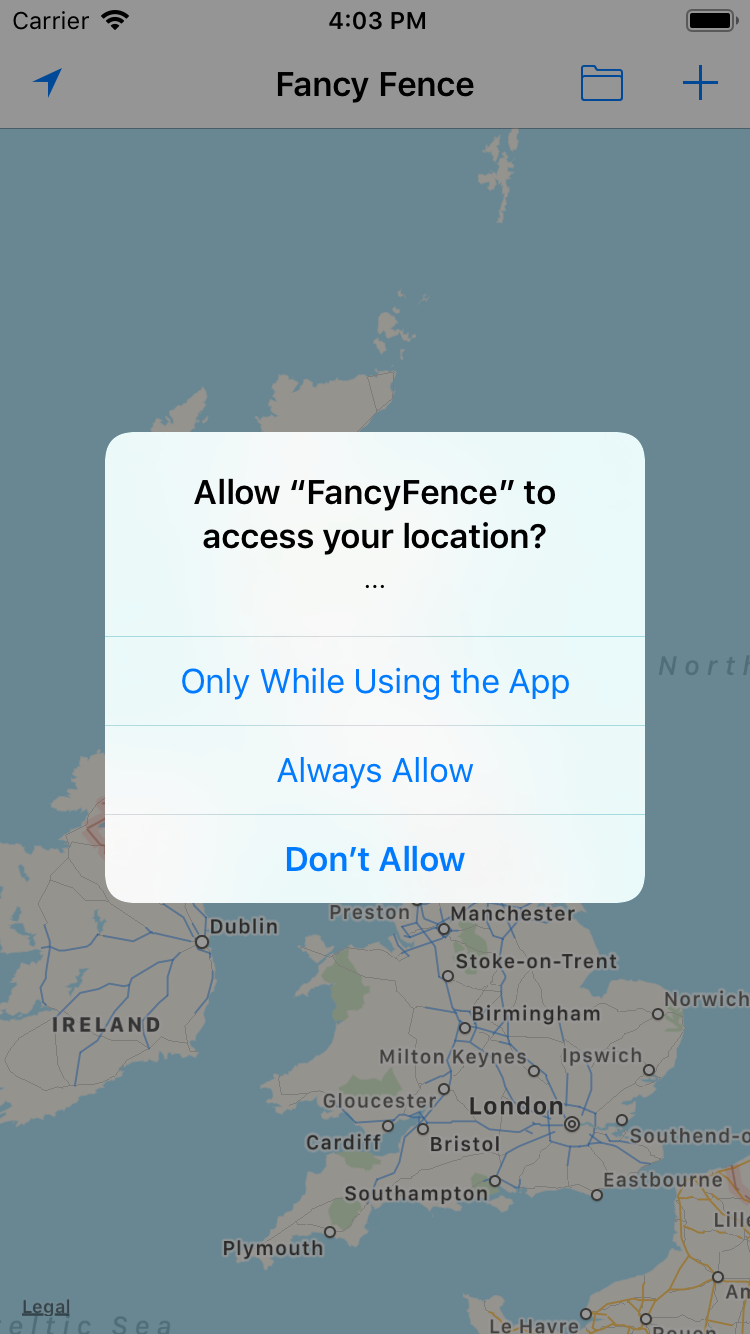 Carrier
4:03 PM
Fancy Fence
Allow “FancyFence” to
access your location?
...
Only While Using the App
North
Always Allow
Don’t Allow
Preston
Manchester
Dublin
Stoke-on-Trent
IRELAND
Norwich
Birmingham
Milton Keynes
Ipswich
Gloucester
London
Cardiff
Bristol
Southend-o
Southampton
Eastbourne
Lille
Plymouth
Am
Legal
eltic Sea
Le Havre
Rouen